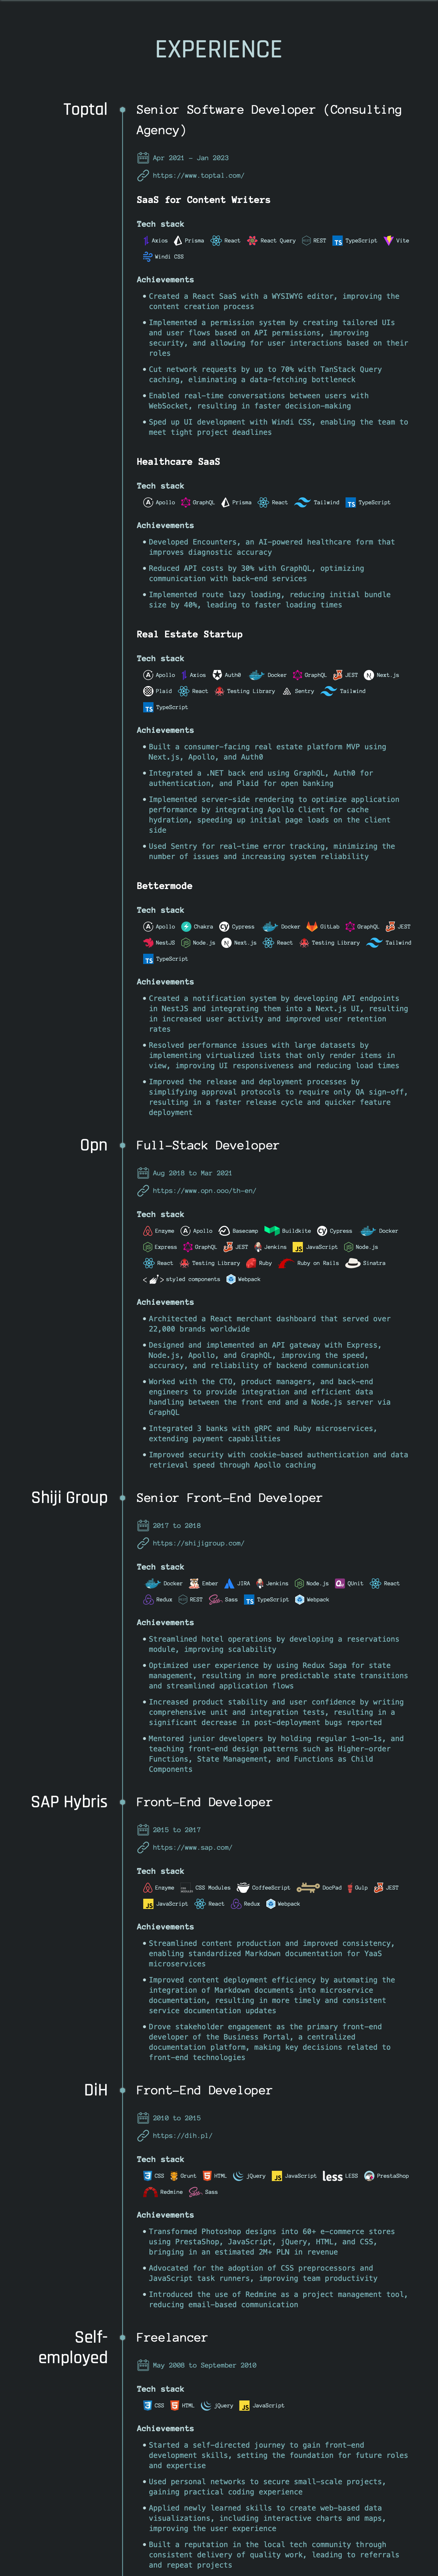 EXPERIENCE
Toptal
Senior Software Developer (Consulting
Agency)
Apr 2021 - Jan 2023
https://www.toptal.com/
SaaS for Content Writers
Tech stack
Axios Prisma React React Query REST TypeScript Vite
Windi CSS
Achievements
Created a React SaaS with a WYSIWYG editor, improving the
content creation process
Implemented a permission system by creating tailored UIs
and user flows based on API permissions, improving
security, and allowing for user interactions based on their
roles
Cut network requests by up to 70% with TanStack Query
caching, eliminating a data-fetching bottleneck
Enabled real-time conversations between users with
WebSocket, resulting in faster decision-making
Sped up UI development with Windi CSS, enabling the team to
meet tight project deadlines
Healthcare SaaS
Tech stack
Apollo GraphQL Prisma React Tailwind TypeScript
Achievements
Developed Encounters, an AI-powered healthcare form that
improves diagnostic accuracy
Reduced API costs by 30% with GraphQL, optimizing
communication with back-end services
Implemented route lazy loading, reducing initial bundle
size by 40%, leading to faster loading times
Real Estate Startup
Tech stack
Apollo Axios Auth0 Docker GraphQL JEST Next.js
Plaid React Testing Library Sentry Tailwind
TypeScript
Achievements
Built a consumer-facing real estate platform MVP using
Next.js, Apollo, and Auth0
Integrated a .NET back end using GraphQL, Auth0 for
authentication, and Plaid for open banking
Implemented server-side rendering to optimize application
performance by integrating Apollo Client for cache
hydration, speeding up initial page loads on the client
side
Used Sentry for real-time error tracking, minimizing the
number of issues and increasing system reliability
Bettermode
Tech stack
Apollo Chakra Cypress Docker GitLab GraphQL JEST
NestJS Node.js Next.js React Testing Library Tailwind
TypeScript
Achievements
Created a notification system by developing API endpoints
in NestJS and integrating them into a Next.js UI, resulting
in increased user activity and improved user retention
rates
Resolved performance issues with large datasets by
implementing virtualized lists that only render items in
view, improving UI responsiveness and reducing load times
Improved the release and deployment processes by
simplifying approval protocols to require only QA sign-off,
resulting in a faster release cycle and quicker feature
deployment
Opn
Full-Stack Developer
Aug 2018 to Mar 2021
https://www.opn.ooo/th-en/
Tech stack
Enzyme Apollo Basecamp Buildkite Cypress Docker
Express GraphQL JEST Jenkins JavaScript Node.js
React Testing Library Ruby Ruby on Rails Sinatra
styled components Webpack
Achievements
Architected a React merchant dashboard that served over
22,000 brands worldwide
Designed and implemented an API gateway with Express,
Node.js, Apollo, and GraphQL, improving the speed,
accuracy, and reliability of backend communication
Worked with the CTO, product managers, and back-end
engineers to provide integration and efficient data
handling between the front end and a Node.js server via
GraphQL
Integrated 3 banks with gRPC and Ruby microservices,
extending payment capabilities
Improved security with cookie-based authentication and data
retrieval speed through Apollo caching
Shiji Group
Senior Front-End Developer
2017 to 2018
https://shijigroup.com/
Tech stack
Docker Ember JIRA Jenkins Node.js QUnit React
Redux REST Sass TypeScript Webpack
Achievements
Streamlined hotel operations by developing a reservations
module, improving scalability
Optimized user experience by using Redux Saga for state
management, resulting in more predictable state transitions
and streamlined application flows
Increased product stability and user confidence by writing
comprehensive unit and integration tests, resulting in a
significant decrease in post-deployment bugs reported
Mentored junior developers by holding regular 1-on-1s, and
teaching front-end design patterns such as Higher-order
Functions, State Management, and Functions as Child
Components
SAP Hybris
Front-End Developer
2015 to 2017
https://www.sap.com/
Tech stack
Enzyme CSS Modules CoffeeScript DocPad Gulp JEST
JavaScript React Redux Webpack
Achievements
Streamlined content production and improved consistency,
enabling standardized Markdown documentation for YaaS
microservices
Improved content deployment efficiency by automating the
integration of Markdown documents into microservice
documentation, resulting in more timely and consistent
service documentation updates
Drove stakeholder engagement as the primary front-end
developer of the Business Portal, a centralized
documentation platform, making key decisions related to
front-end technologies
DiH
Front-End Developer
2010 to 2015
https://dih.pl/
Tech stack
CSS Grunt HTML jQuery JavaScript LESS PrestaShop
Redmine Sass
Achievements
Transformed Photoshop designs into 60+ e-commerce stores
using PrestaShop, JavaScript, jQuery, HTML, and CSS,
bringing in an estimated 2M+ PLN in revenue
Advocated for the adoption of CSS preprocessors and
JavaScript task runners, improving team productivity
Introduced the use of Redmine as a project management tool,
reducing email-based communication
Self-
employed
Freelancer
May 2008 to September 2010
Tech stack
CSS HTML jQuery JavaScript
Achievements
Started a self-directed journey to gain front-end
development skills, setting the foundation for future roles
and expertise
Used personal networks to secure small-scale projects,
gaining practical coding experience
Applied newly learned skills to create web-based data
visualizations, including interactive charts and maps,
improving the user experience
Built a reputation in the local tech community through
consistent delivery of quality work, leading to referrals
and repeat projects